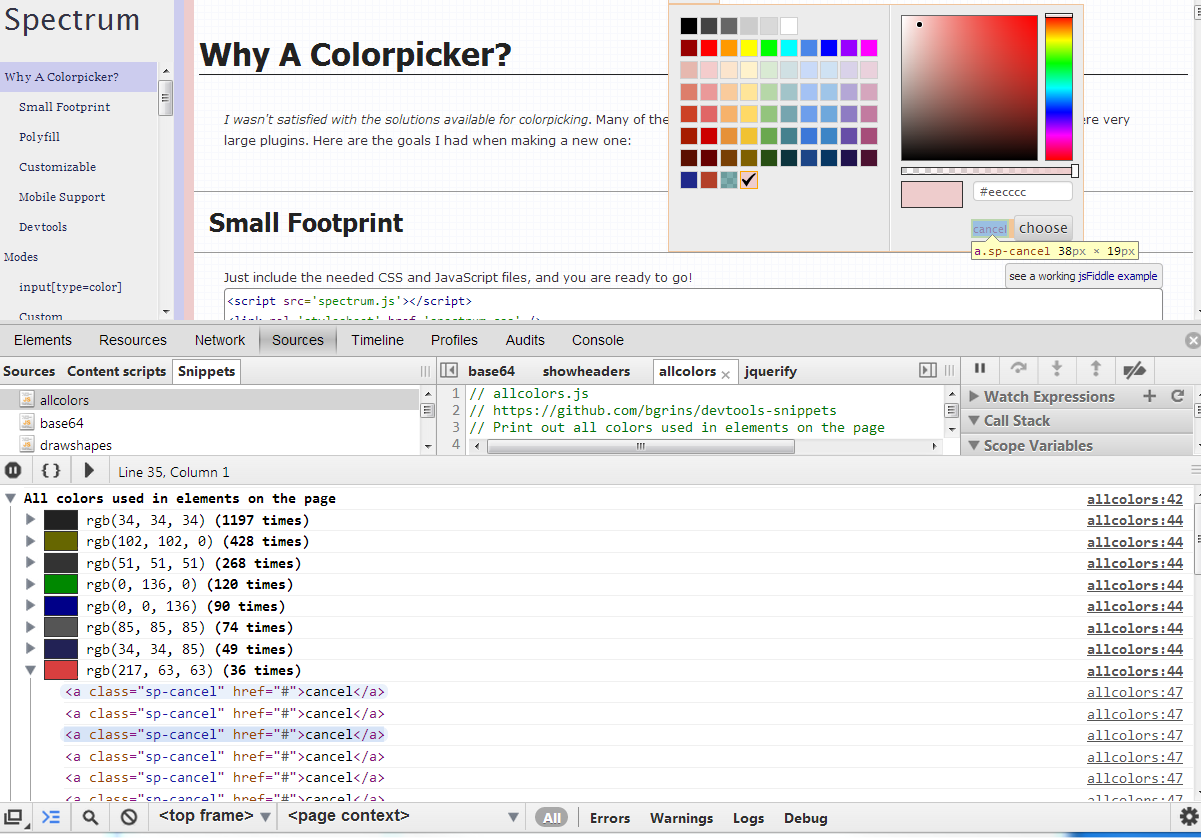 Spectrum
Why A Colorpicker?
Small Footprint
Polyfill
Customizable
Mobile Support
Devtools
Modes
input[type=color]
Custom
Why A Colorpicker?
I wasn't satisfied with the solutions available for colorpicking. Many of the
ere very
large plugins. Here are the goals I had when making a new one:
Small Footprint
Just include the needed CSS and JavaScript files, and you are ready to go!
<script src='spectrum.js'></script>
#eecccc
cancel
choose
a.sp-cancel 38px × 19px
see a working jsFiddle example
Elements Resources Network Sources Timeline Profiles Audits Console
Sources Content scripts Snippets
base64 showheaders allcolors × jquerify
allcolors
base64
drawshapes
1 // allcolors.js
2 // https://github.com/bgrins/devtools-snippets
3 // Print out all colors used in elements on the page
4
Watch Expressions
Call Stack
Scope Variables
{ } Line 35, Column 1
All colors used in elements on the page allcolors:42
rgb(34, 34, 34) (1197 times) allcolors:44
rgb(102, 102, 0) (428 times) allcolors:44
rgb(51, 51, 51) (268 times) allcolors:44
rgb(0, 136, 0) (120 times) allcolors:44
rgb(0, 0, 136) (90 times) allcolors:44
rgb(85, 85, 85) (74 times) allcolors:44
rgb(34, 34, 85) (49 times) allcolors:44
rgb(217, 63, 63) (36 times) allcolors:44
<a class="sp-cancel" href="#">cancel</a> allcolors:47
<a class="sp-cancel" href="#">cancel</a> allcolors:47
<a class="sp-cancel" href="#">cancel</a> allcolors:47
<a class="sp-cancel" href="#">cancel</a> allcolors:47
<a class="sp-cancel" href="#">cancel</a> allcolors:47
<a class="sp-cancel" href="#">cancel</a> allcolors:47
<top frame> <page context> All Errors Warnings Logs Debug